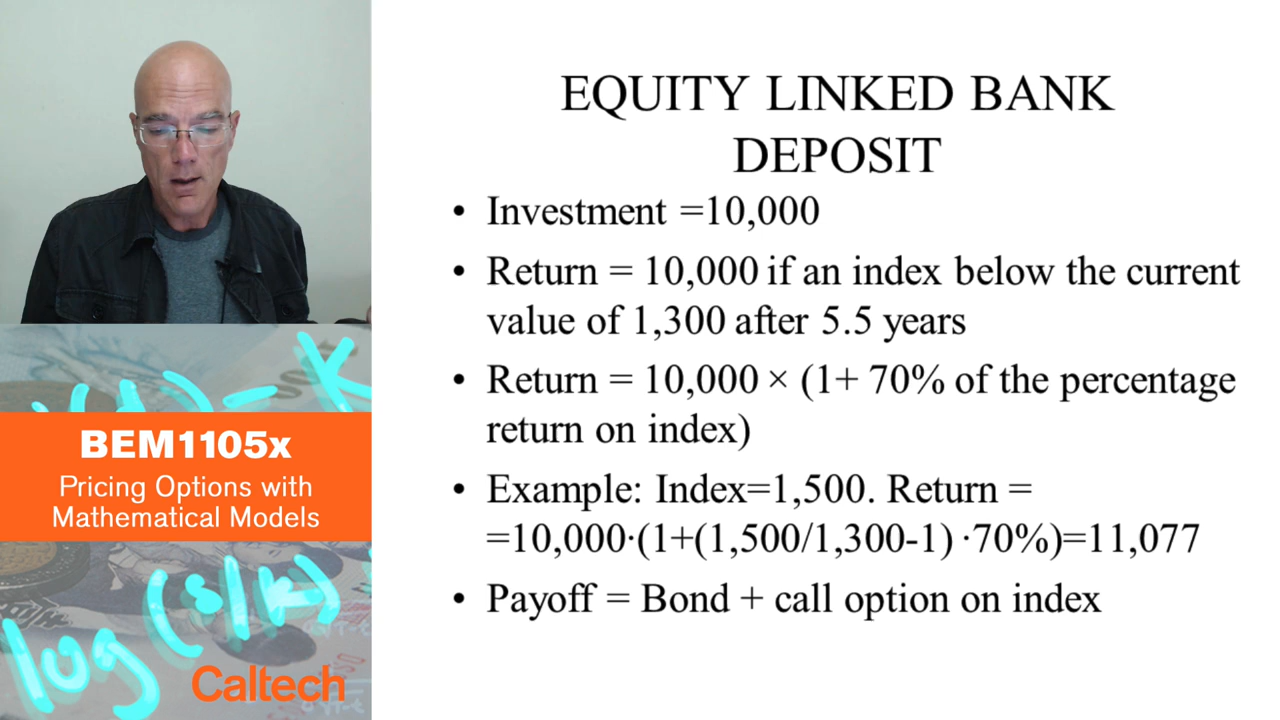 EQUITY LINKED BANK
DEPOSIT
• Investment =10,000
• Return = 10,000 if an index below the current
value of 1,300 after 5.5 years
• Return = 10,000 × (1+ 70% of the percentage
return on index)
• Example: Index=1,500. Return =
=10,000·(1+(1,500/1,300-1) ·70%)=11,077
• Payoff = Bond + call option on index
BEM1105x
Pricing Options with
Mathematical Models
log (s/k)
Caltech